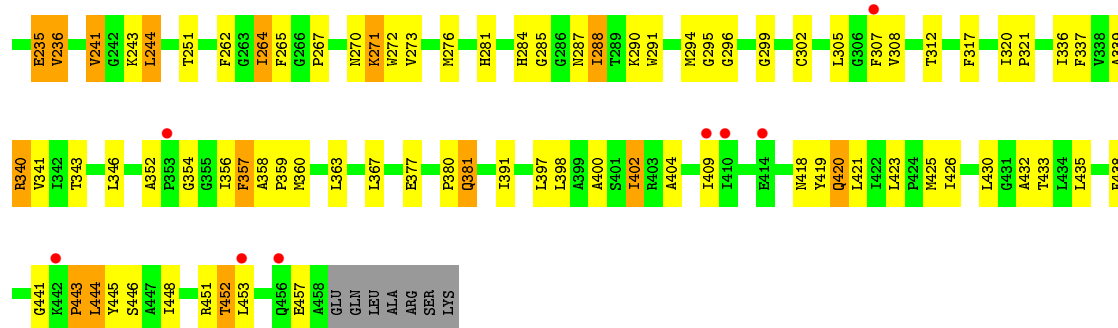 E235 V236 V241 G242 K243 L244 T251 F262 G263 I264 F265 G266 P267 N270 K271 W272 V273 M276 H281 H284 G285 G286 N287 I288 T289 K290 W291 M294 G295 G296 G299 C302 L305 G306 F307 V308 T312 F317 I320 P321 I336 F337 V338 A339
R340 V341 I342 T343 L346 A352 P353 G354 G355 I356 F357 A358 P359 M360 L363 L367 E377 P380 Q381 I391 L397 L398 A399 A400 S401 I402 R403 A404 I409 I410 E414 N418 Y419 Q420 L421 I422 L423 P424 M425 I426 L430 G431 A432 T433 L434 L435
G441 K442 P443 L444 Y445 S446 A447 I448 R451 T452 L453 Q456 E457 A458 GLU GLN LEU ALA ARG SER LYS